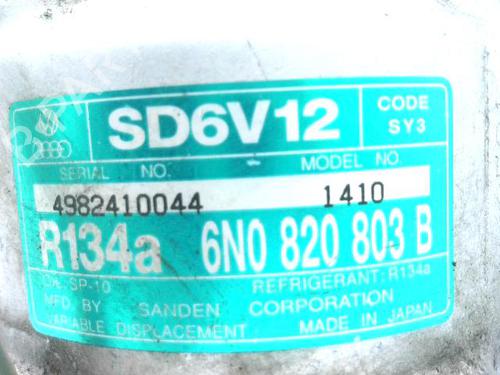 SD6V12
CODE
SY3
SERIAL NO. MODEL NO.
4982410044 1410
R134a 6N0 820 803 B
OIL SP-10 REFRIGERANT: R134a
MFD BY SANDEN CORPORATION
VARIABLE DISPLACEMENT MADE IN JAPAN